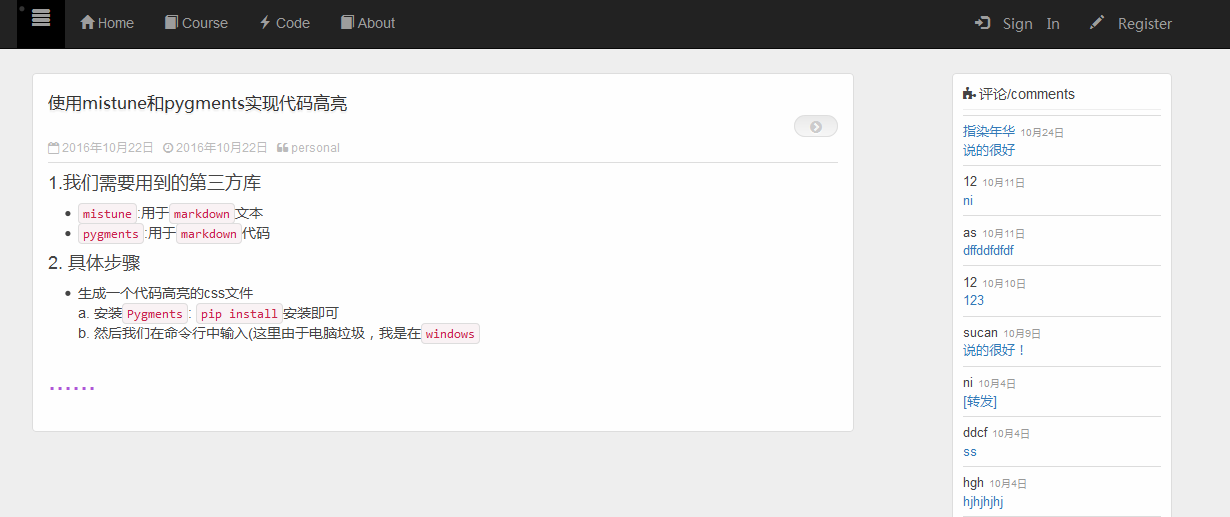 Home Course Code About Sign In Register
使用mistune和pygments实现代码高亮
2016年10月22日 2016年10月22日 personal
1.我们需要用到的第三方库
mistune:用于markdown文本
pygments:用于markdown代码
2. 具体步骤
生成一个代码高亮的css文件
a. 安装Pygments: pip install安装即可
b. 然后我们在命令行中输入(这里由于电脑垃圾，我是在windows
......
评论/comments
指染年华 10月24日
说的很好
12 10月11日
ni
as 10月11日
dffddfdfdf
12 10月10日
123
sucan 10月9日
说的很好！
ni 10月4日
[转发]
ddcf 10月4日
ss
hgh 10月4日
hjhjhjhj